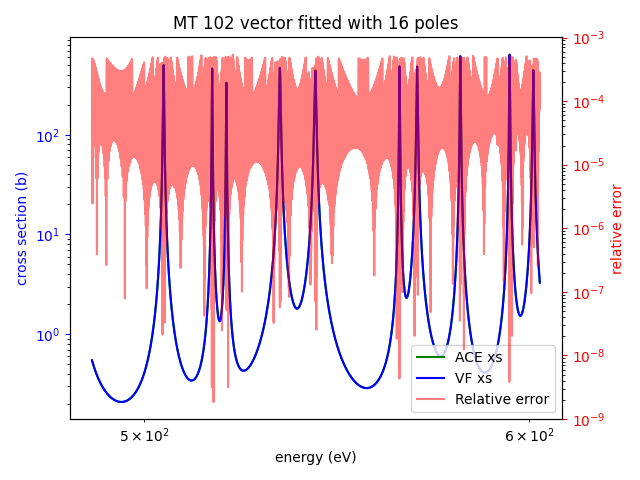 MT 102 vector fitted with 16 poles
cross section (b)
10²
10¹
10⁰
10⁻³
10⁻⁴
10⁻⁵
10⁻⁶
10⁻⁷
10⁻⁸
10⁻⁹
relative error
ACE xs
VF xs
Relative error
5 × 10²
6 × 10²
energy (eV)